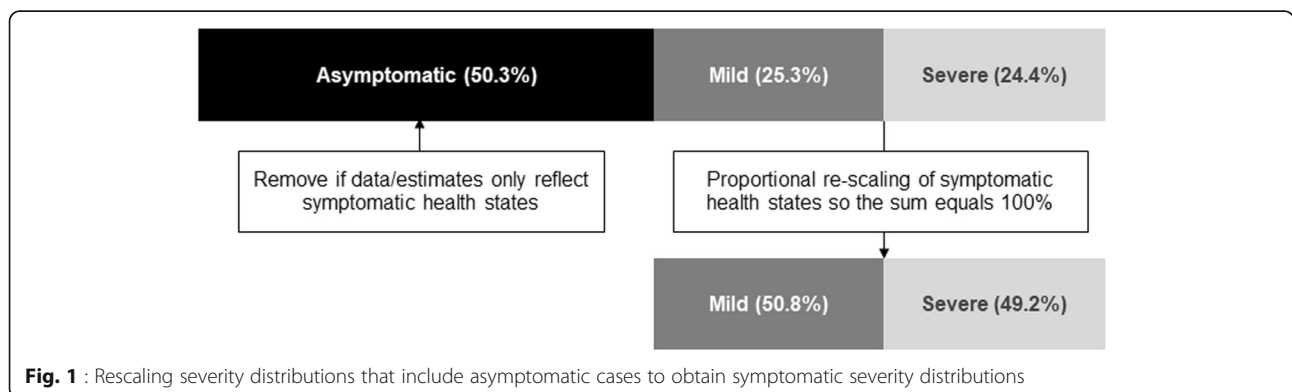 Asymptomatic (50.3%) Mild (25.3%) Severe (24.4%)
Remove if data/estimates only reflect
symptomatic health states
Proportional re-scaling of symptomatic
health states so the sum equals 100%
Mild (50.8%) Severe (49.2%)
Fig. 1 : Rescaling severity distributions that include asymptomatic cases to obtain symptomatic severity distributions